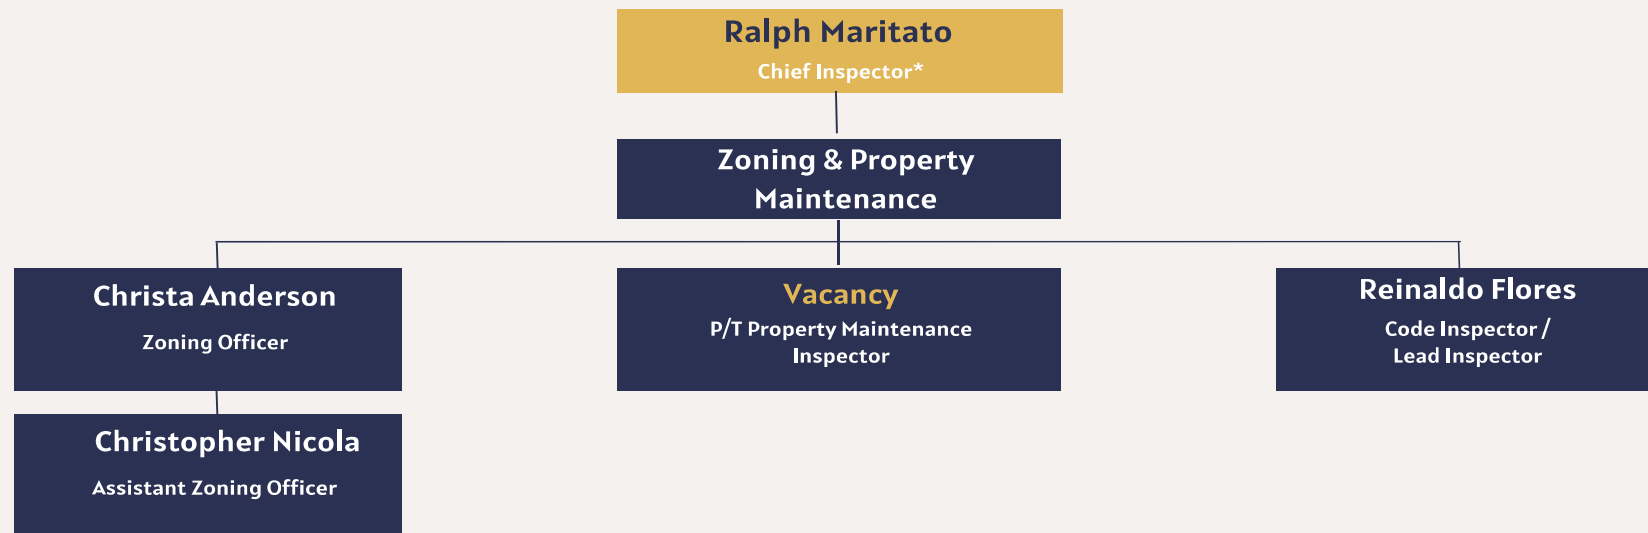 Ralph Maritato
Chief Inspector*
Zoning & Property
Maintenance
Christa Anderson
Zoning Officer
Vacancy
P/T Property Maintenance
Inspector
Reinaldo Flores
Code Inspector /
Lead Inspector
Christopher Nicola
Assistant Zoning Officer